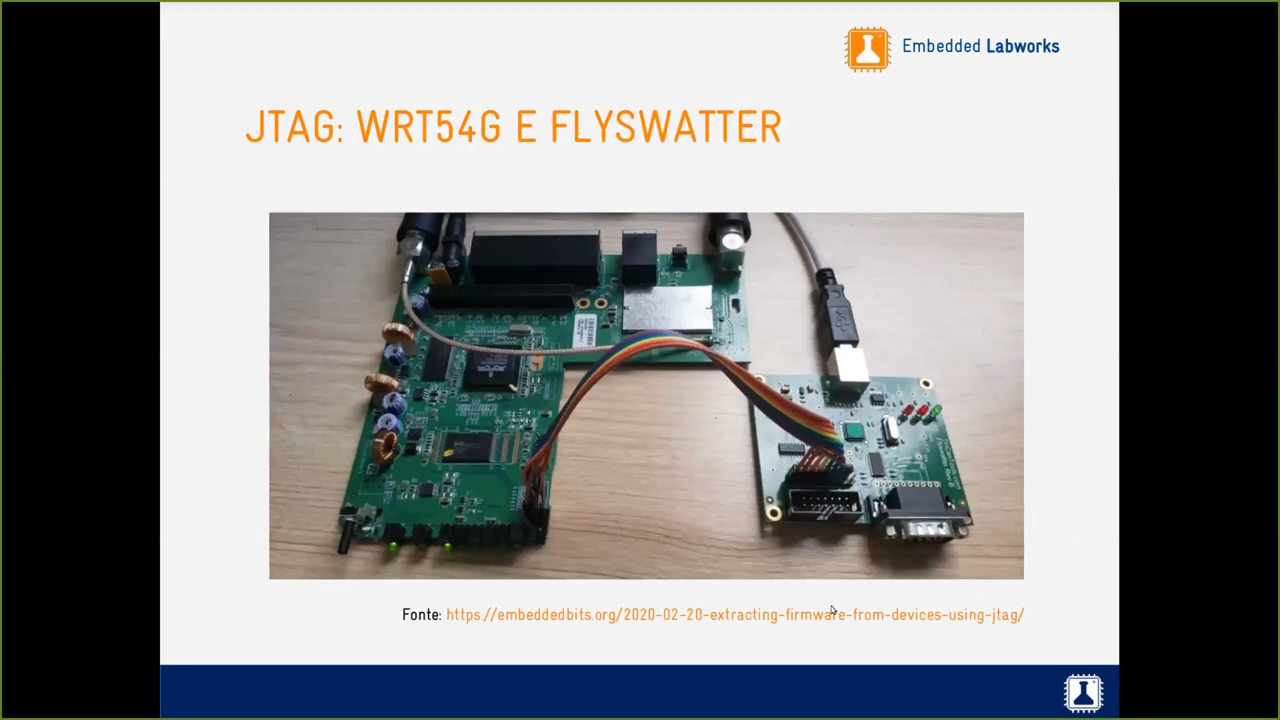 Embedded Labworks
JTAG: WRT54G E FLYSWATTER
Fonte: https://embeddedbits.org/2020-02-20-extracting-firmware-from-devices-using-jtag/